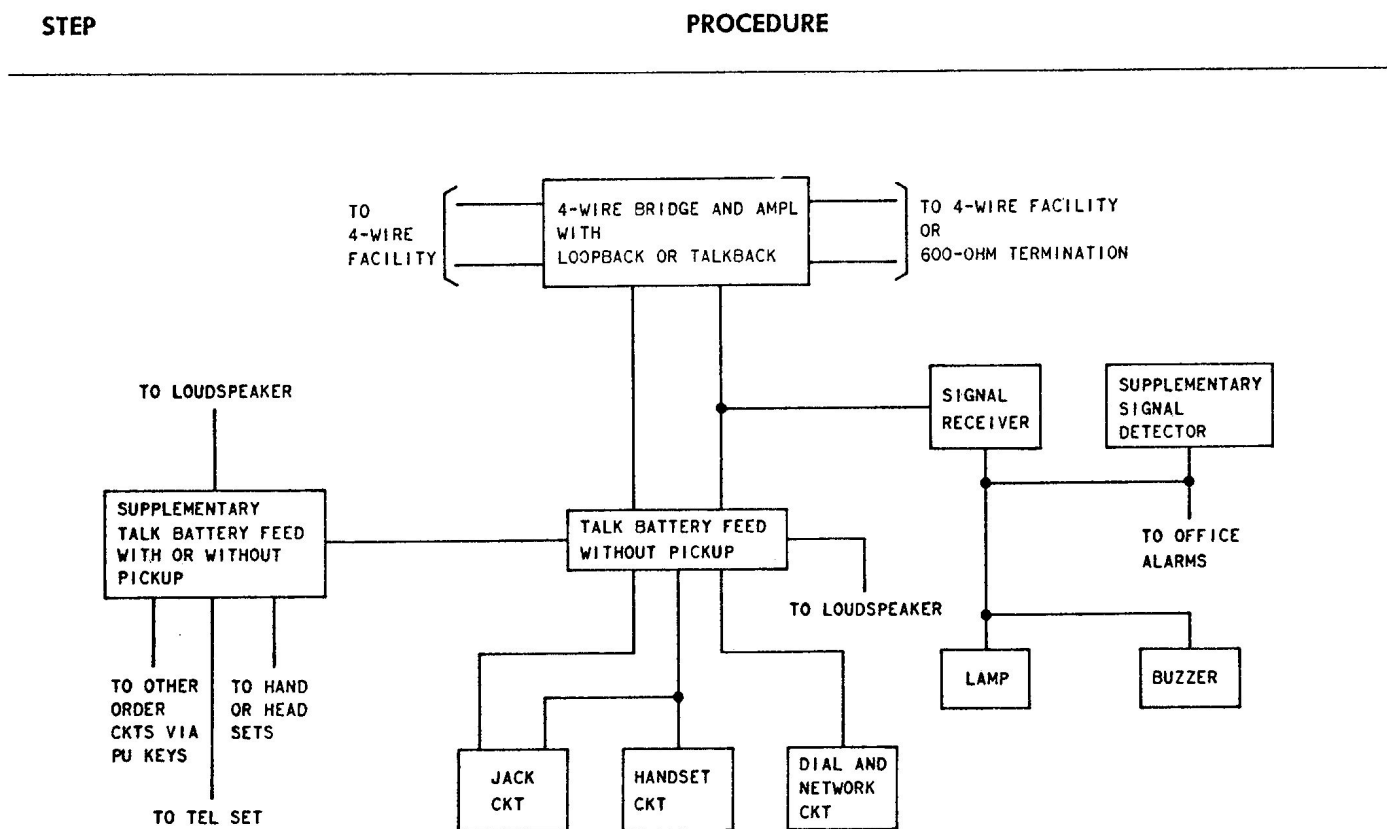 STEP
PROCEDURE
TO
4-WIRE
FACILITY
4-WIRE BRIDGE AND AMPL
WITH
LOOPBACK OR TALKBACK
TO 4-WIRE FACILITY
OR
600-OHM TERMINATION
TO LOUDSPEAKER
SIGNAL
RECEIVER
SUPPLEMENTARY
SIGNAL
DETECTOR
SUPPLEMENTARY
TALK BATTERY FEED
WITH OR WITHOUT
PICKUP
TALK BATTERY FEED
WITHOUT PICKUP
TO OFFICE
ALARMS
TO LOUDSPEAKER
TO OTHER
ORDER
CKTS VIA
PU KEYS
TO HAND
OR HEAD
SETS
LAMP
BUZZER
TO TEL SET
JACK
CKT
HANDSET
CKT
DIAL AND
NETWORK
CKT